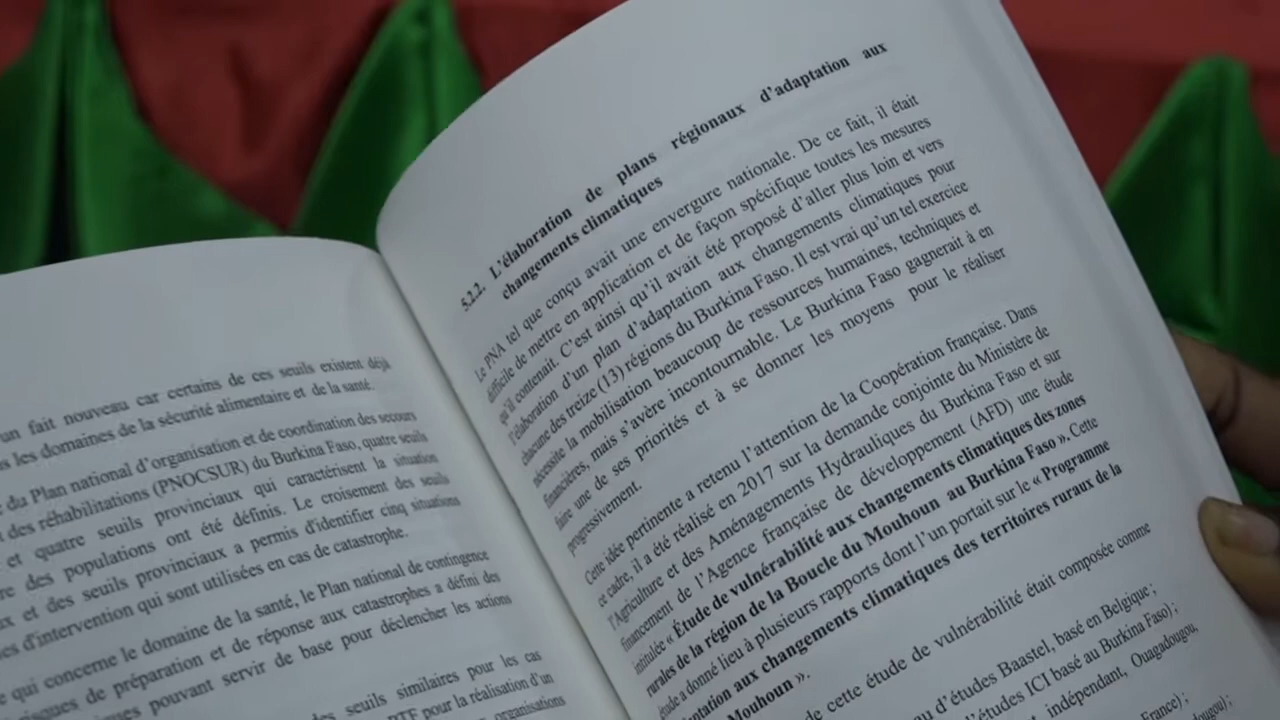 un fait nouveau car certains de ces seuils existent déjà
les domaines de la sécurité alimentaire et de la santé.
du Plan national d'organisation et de coordination des secours
des réhabilitations (PNOCSUR) du Burkina Faso, quatre seuils
et quatre seuils provinciaux qui caractérisent la situation
des populations ont été définis. Le croisement des seuils
et des seuils provinciaux a permis d'identifier cinq situations
d'intervention qui sont utilisées en cas de catastrophe.
qui concerne le domaine de la santé, le Plan national de contingence
de préparation et de réponse aux catastrophes a défini des
pouvant servir de base pour déclencher les actions
des seuils similaires pour les cas
PTF pour la réalisation d'un
organisations
5.2.2. L'élaboration de plans régionaux d'adaptation aux
changements climatiques
Le PNA tel que conçu avait une envergure nationale. De ce fait, il était
difficile de mettre en application et de façon spécifique toutes les mesures
qu'il contenait. C'est ainsi qu'il avait été proposé d'aller plus loin et vers
l'élaboration d'un plan d'adaptation aux changements climatiques pour
chacune des treize (13) régions du Burkina Faso. Il est vrai qu'un tel exercice
nécessite la mobilisation beaucoup de ressources humaines, techniques et
financières, mais s'avère incontournable. Le Burkina Faso gagnerait à en
faire une de ses priorités et à se donner les moyens pour le réaliser
progressivement.
Cette idée pertinente a retenu l'attention de la Coopération française. Dans
ce cadre, il a été réalisé en 2017 sur la demande conjointe du Ministère de
l'Agriculture et des Aménagements Hydrauliques du Burkina Faso et sur
financement de l'Agence française de développement (AFD) une étude
intitulée « Étude de vulnérabilité aux changements climatiques des zones
rurales de la région de la Boucle du Mouhoun au Burkina Faso ». Cette
étude a donné lieu à plusieurs rapports dont l'un portait sur le « Programme
aux changements climatiques des territoires ruraux de la
Mouhoun ».
de cette étude de vulnérabilité était composée comme
d'études Baastel, basé en Belgique ;
d'études ICI basé au Burkina Faso) ;
indépendant, Ouagadougou,
France) ;